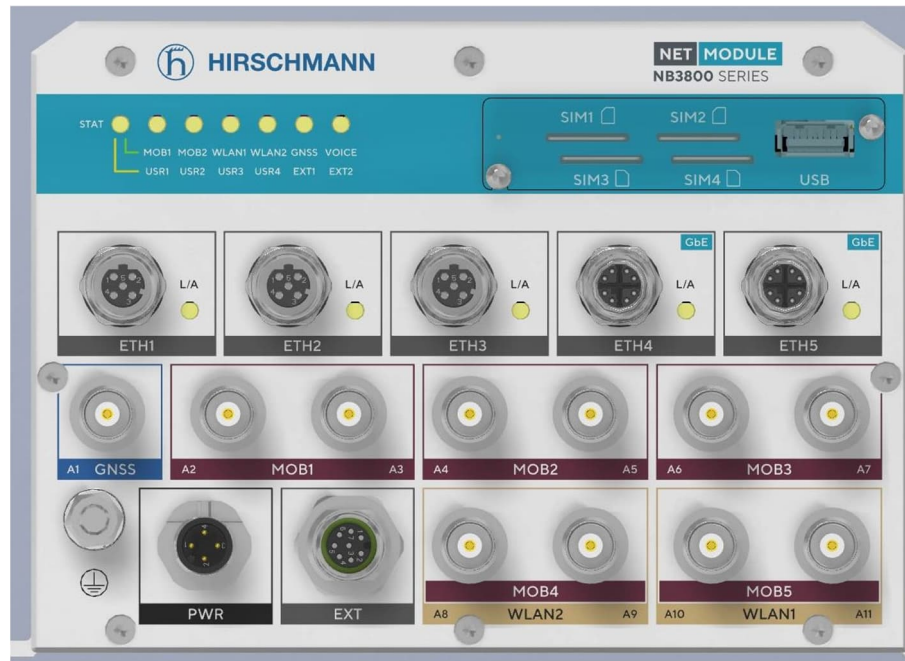 HIRSCHMANN
NET MODULE
NB3800 SERIES
STAT
MOB1 MOB2 WLAN1 WLAN2 GNSS VOICE
USR1 USR2 USR3 USR4 EXT1 EXT2
SIM1 SIM2
SIM3 SIM4 USB
GbE GbE
L/A L/A L/A L/A L/A
ETH1 ETH2 ETH3 ETH4 ETH5
A1 GNSS A2 MOB1 A3 A4 MOB2 A5 A6 MOB3 A7
MOB4 MOB5
PWR EXT A8 WLAN2 A9 A10 WLAN1 A11